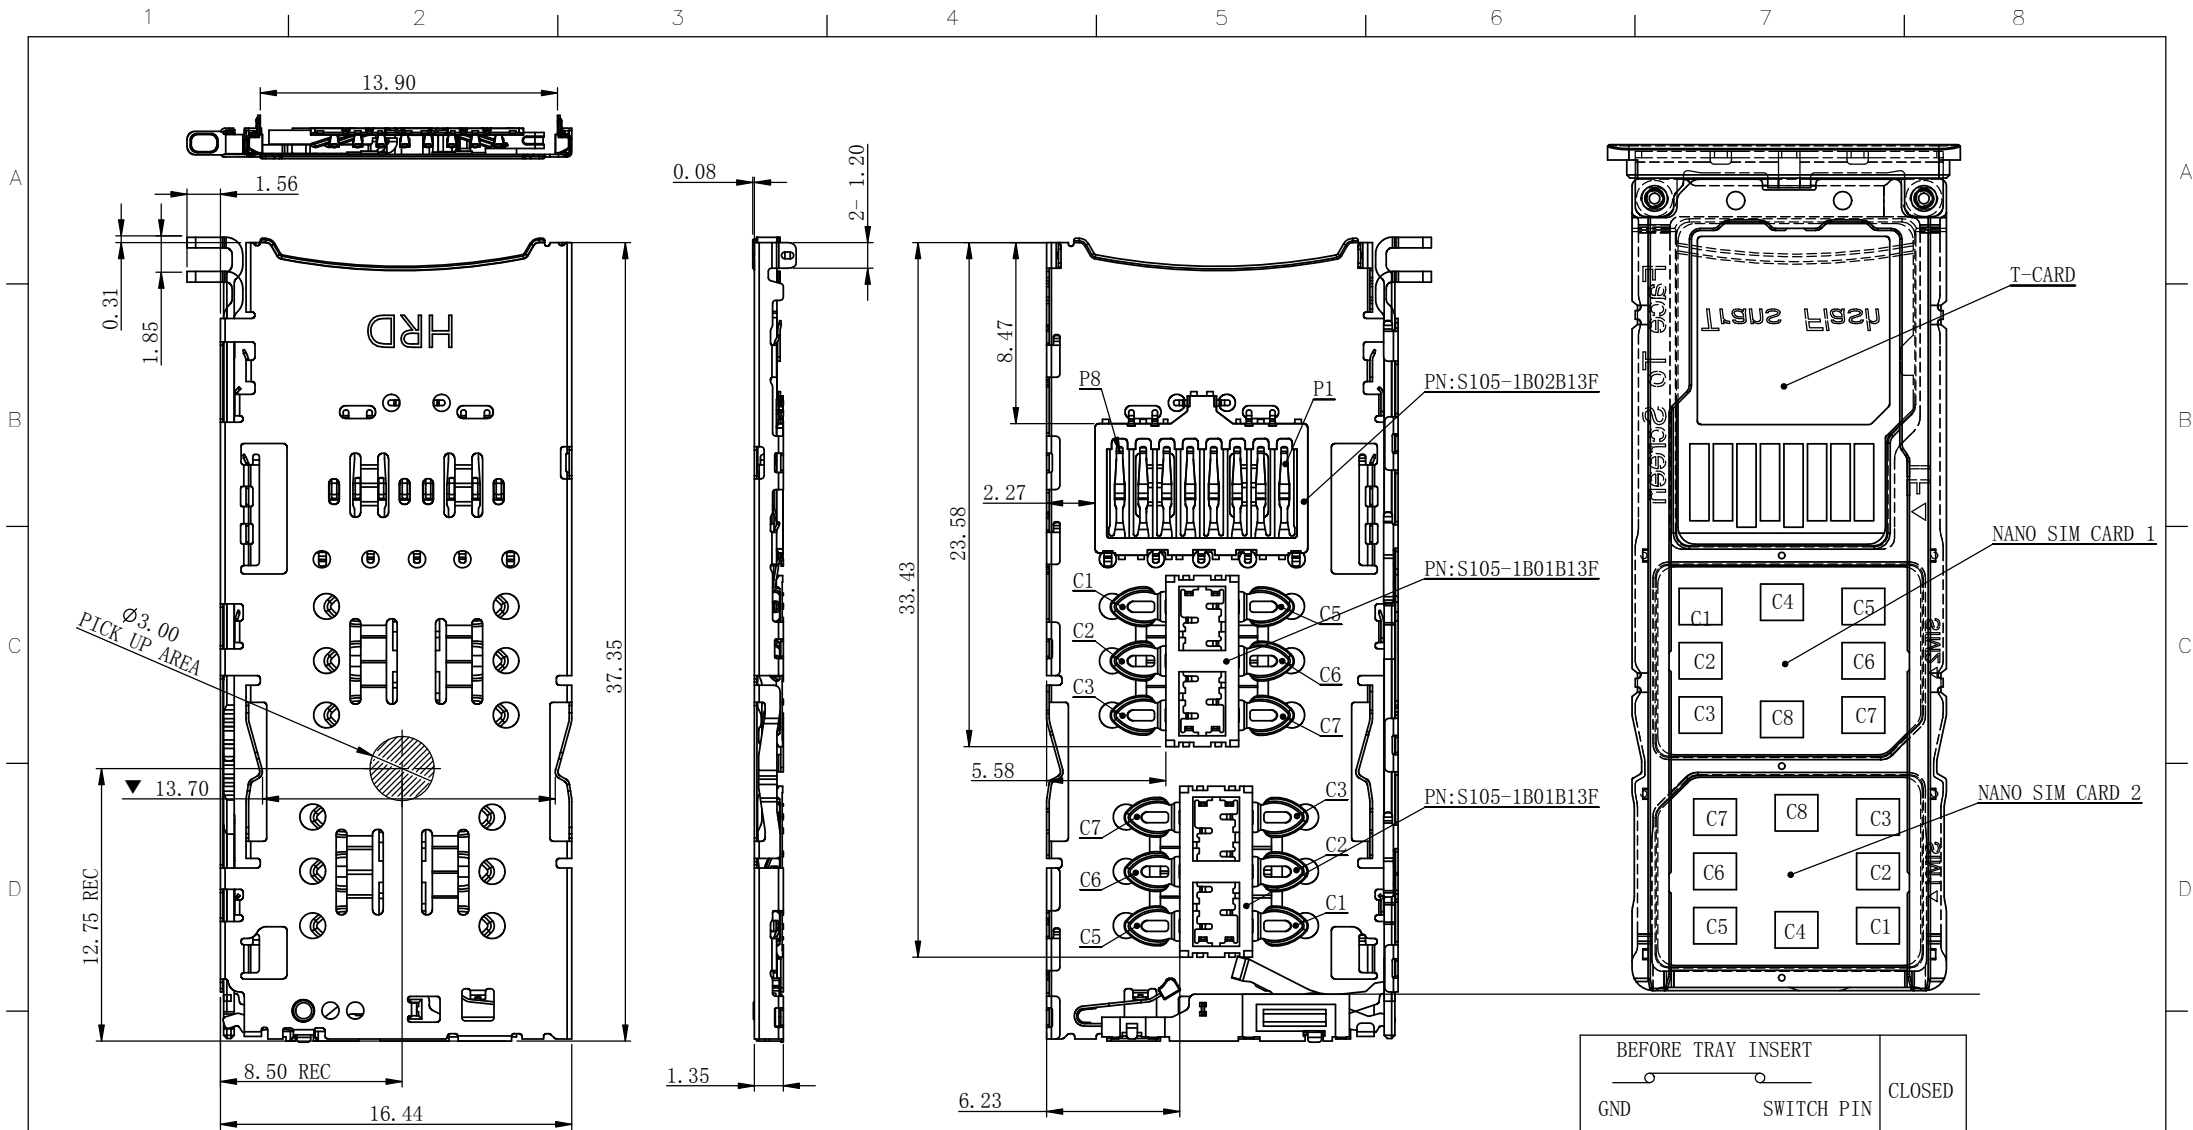 1 2 3 4 5 6 7 8
A A
B B
C C
D D
13.90
1.56
0.31
1.85
HRD
Ø3.00
PICK UP AREA
▼ 13.70
12.75 REC
8.50 REC
16.44
37.35
0.08
2- 1.20
1.35
8.47
23.58
33.43
2.27
5.58
6.23
P8
P1
PN:S105-1B02B13F
C1
C5
PN:S105-1B01B13F
C2
C6
C3
C7
C3
PN:S105-1B01B13F
C7
C2
C6
C1
C5
T-CARD
Trans Flash
Face to Screen
NANO SIM CARD 1
C1 C4 C5
C2 C6
C3 C8 C7
SIM2
NANO SIM CARD 2
C7 C8 C3
C6 C2
C5 C4 C1
SIM1
BEFORE TRAY INSERT
GND SWITCH PIN
CLOSED